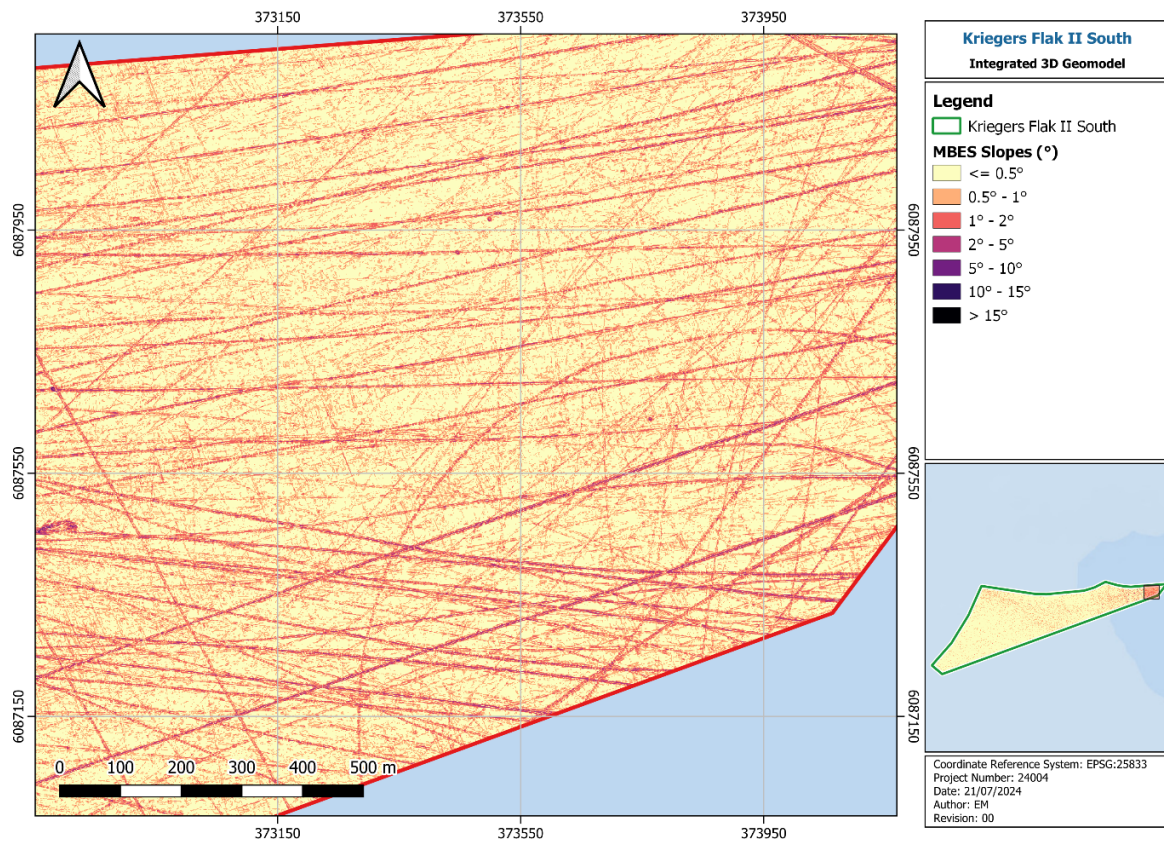 373150
373550
373950
6087950
6087550
6087150
6087950
6087550
6087150
0
100
200
300
400
500 m
373150
373550
373950
Kriegers Flak II South
Integrated 3D Geomodel
Legend
Kriegers Flak II South
MBES Slopes (°)
<= 0.5°
0.5° - 1°
1° - 2°
2° - 5°
5° - 10°
10° - 15°
> 15°
Coordinate Reference System: EPSG:25833
Project Number: 24004
Date: 21/07/2024
Author: EM
Revision: 00